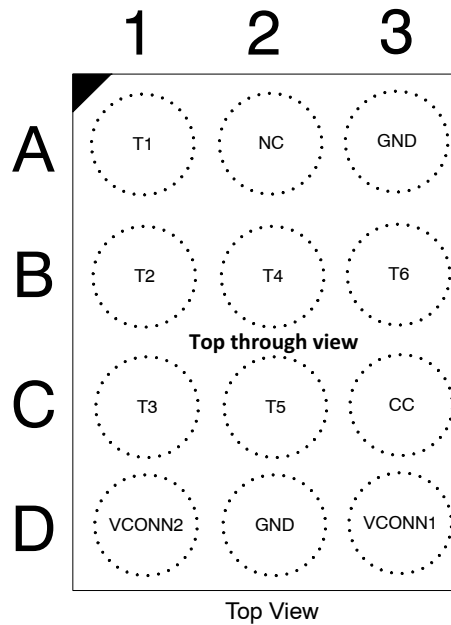 1 2 3
A T1 NC GND
B T2 T4 T6
Top through view
C T3 T5 CC
D VCONN2 GND VCONN1
Top View